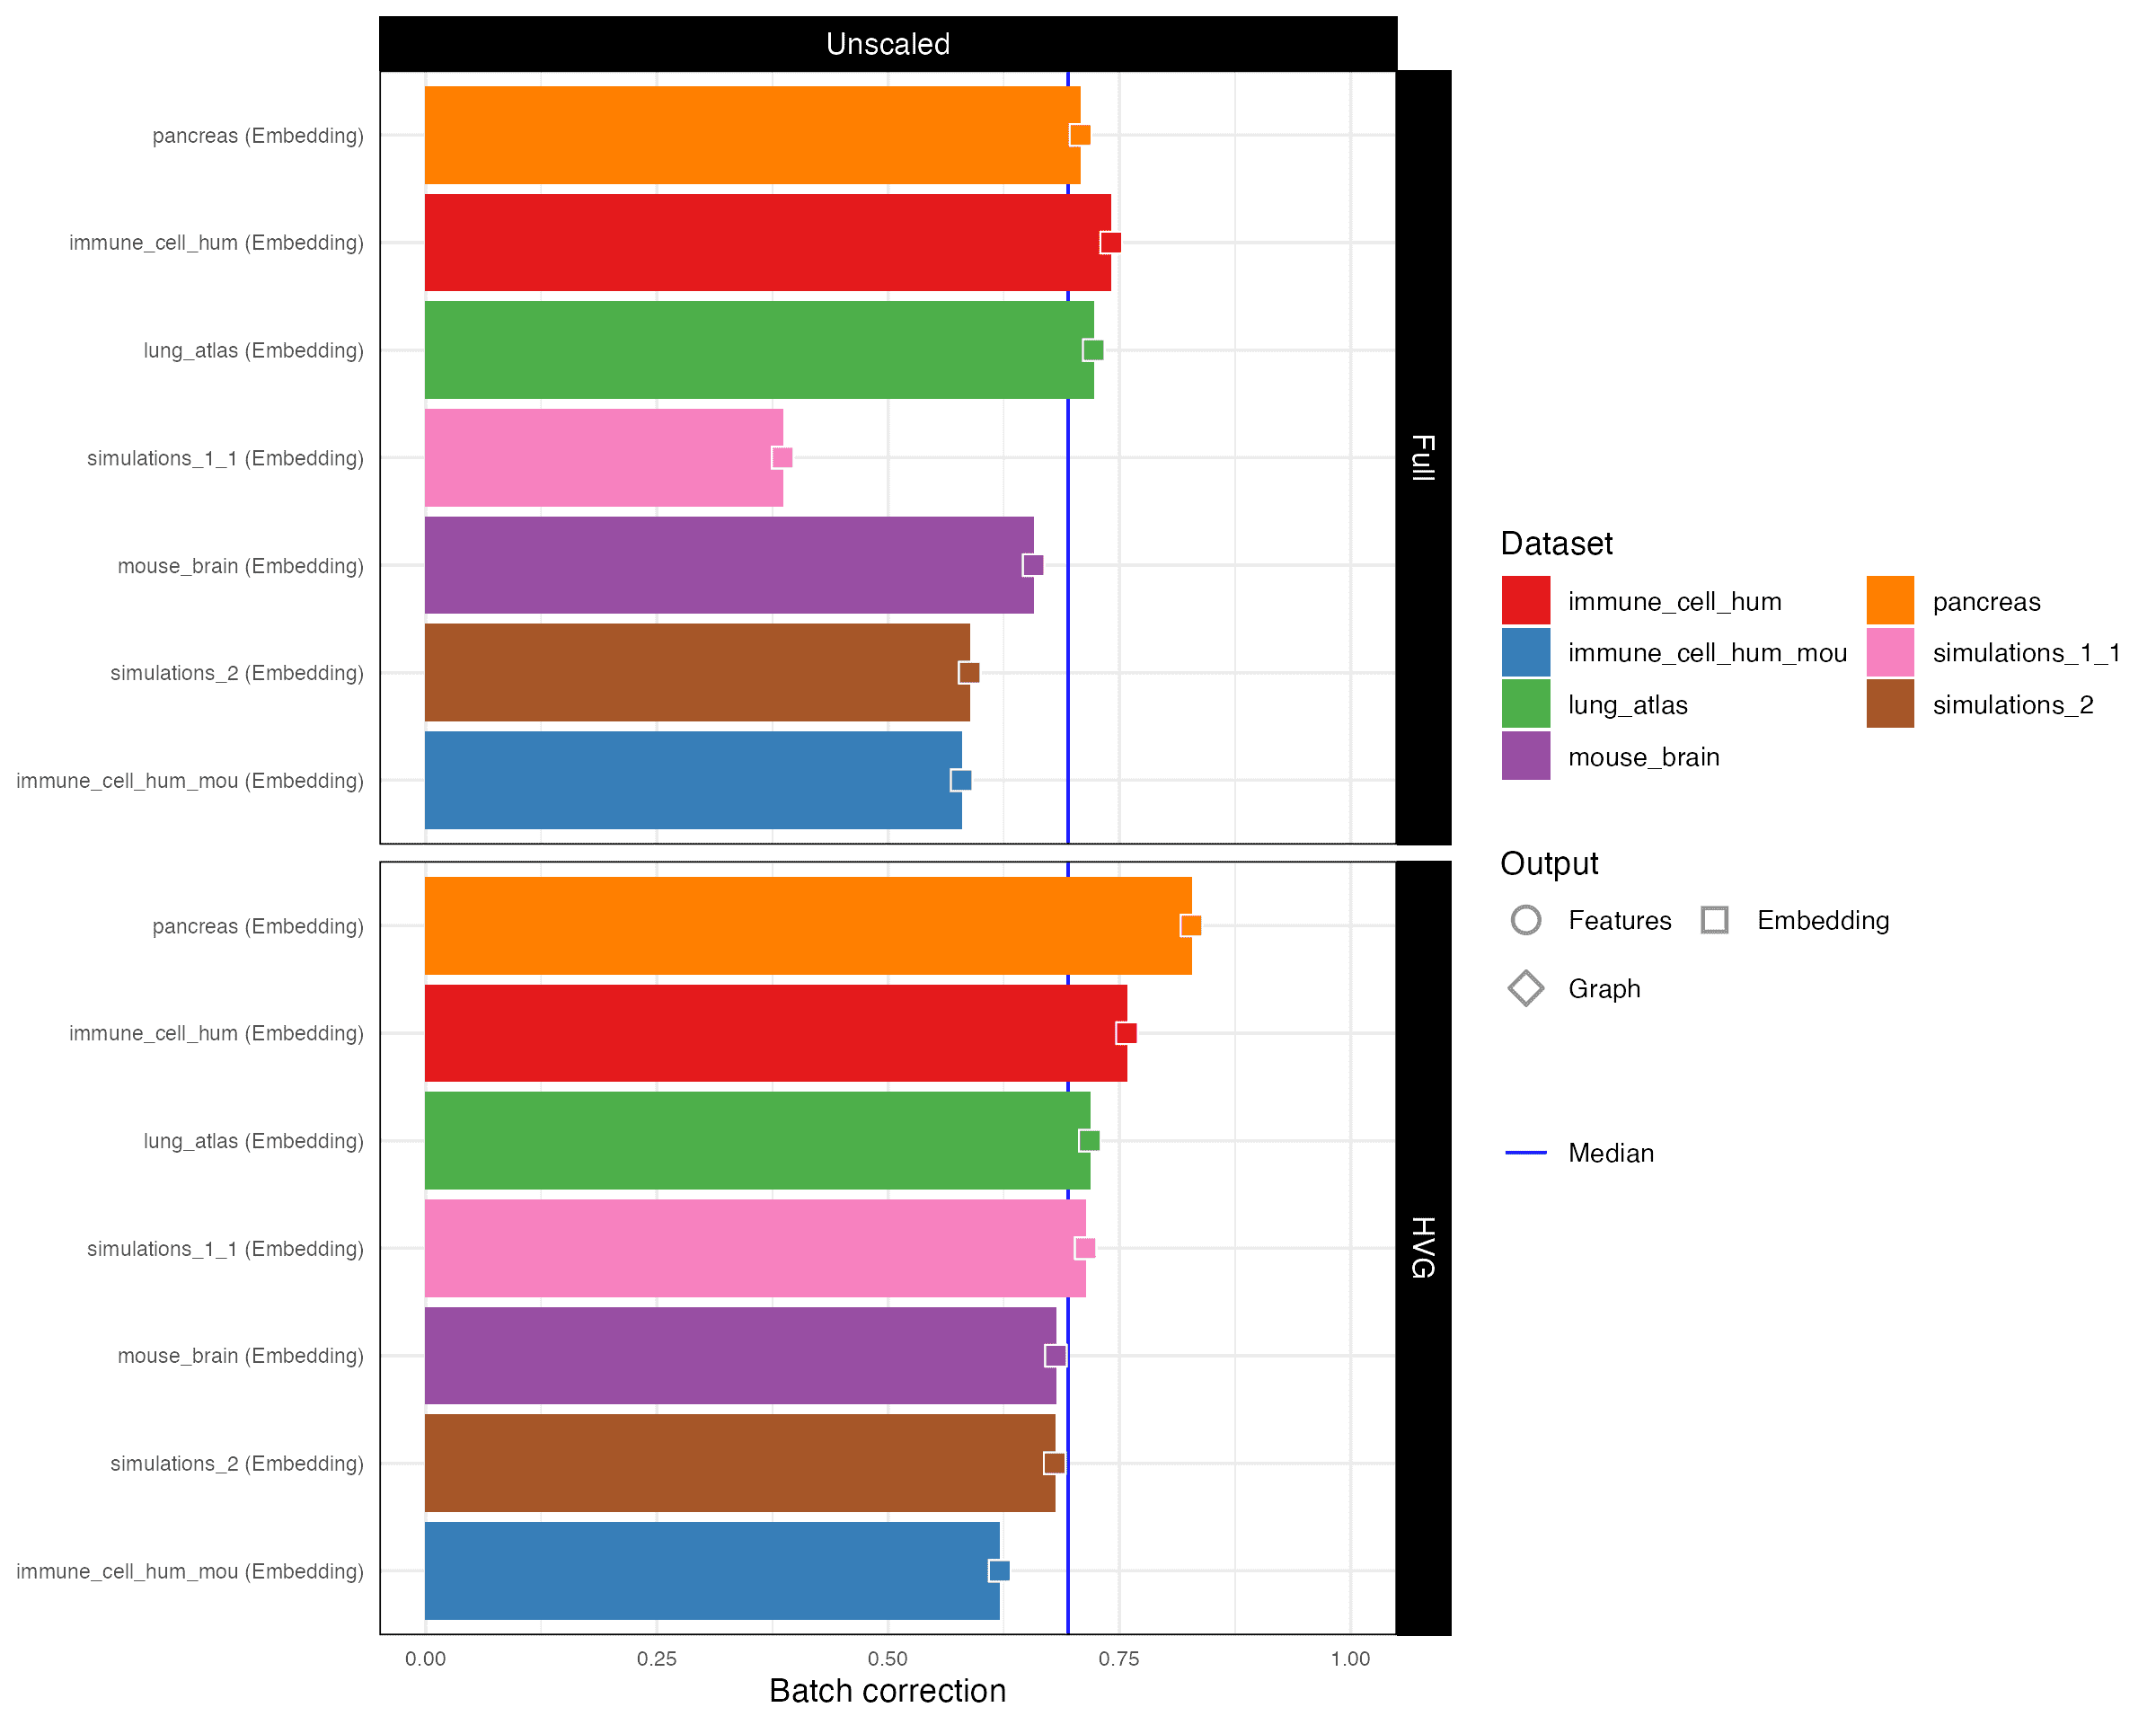 Unscaled
pancreas (Embedding)
immune_cell_hum (Embedding)
lung_atlas (Embedding)
simulations_1_1 (Embedding)
mouse_brain (Embedding)
simulations_2 (Embedding)
immune_cell_hum_mou (Embedding)
Full
pancreas (Embedding)
immune_cell_hum (Embedding)
lung_atlas (Embedding)
simulations_1_1 (Embedding)
mouse_brain (Embedding)
simulations_2 (Embedding)
immune_cell_hum_mou (Embedding)
HVG
0.00 0.25 0.50 0.75 1.00
Batch correction
Dataset
immune_cell_hum pancreas
immune_cell_hum_mou simulations_1_1
lung_atlas simulations_2
mouse_brain
Output
Features Embedding
Graph
Median